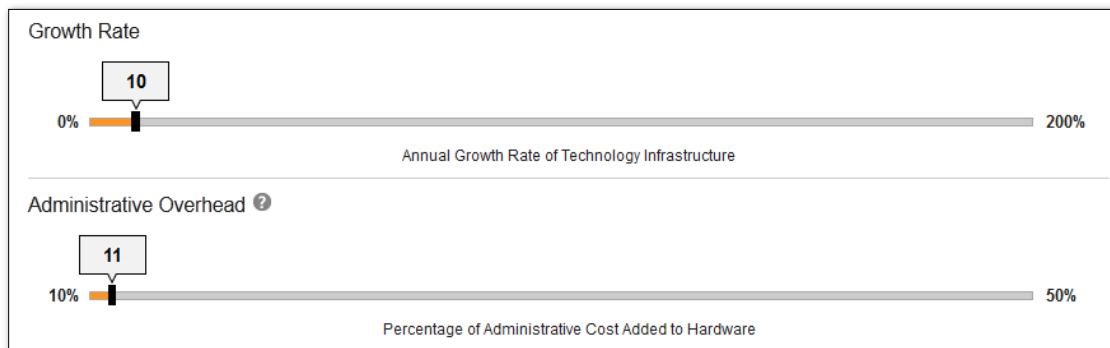 Growth Rate
10
0%
200%
Annual Growth Rate of Technology Infrastructure
Administrative Overhead ?
11
10%
50%
Percentage of Administrative Cost Added to Hardware